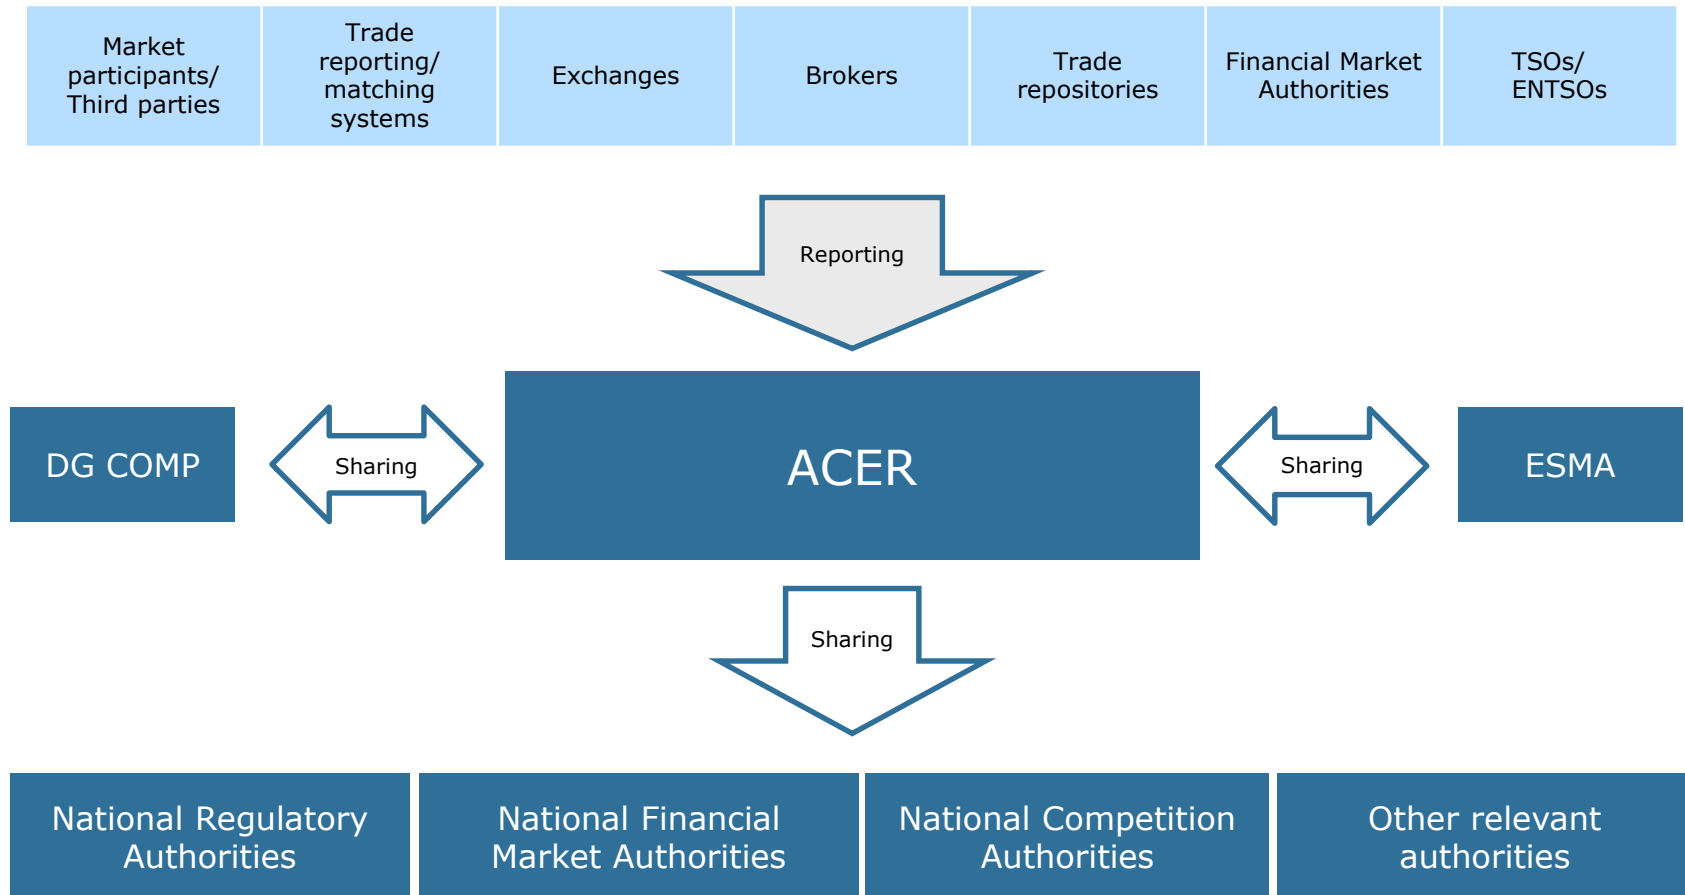 Market
participants/
Third parties
Trade
reporting/
matching
systems
Exchanges
Brokers
Trade
repositories
Financial Market
Authorities
TSOs/
ENTSOs
Reporting
DG COMP
Sharing
ACER
Sharing
ESMA
Sharing
National Regulatory
Authorities
National Financial
Market Authorities
National Competition
Authorities
Other relevant
authorities